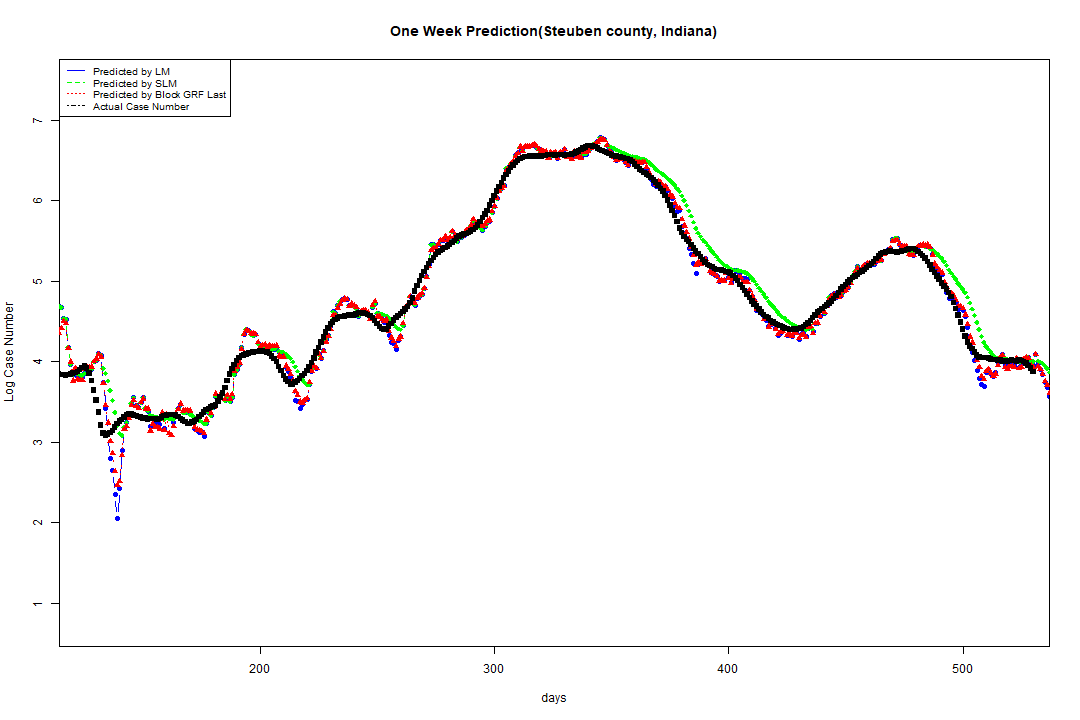 One Week Prediction(Steuben county, Indiana)
Predicted by LM
Predicted by SLM
Predicted by Block GRF Last
Actual Case Number
7
6
5
4
3
2
1
Log Case Number
200 300 400 500
days